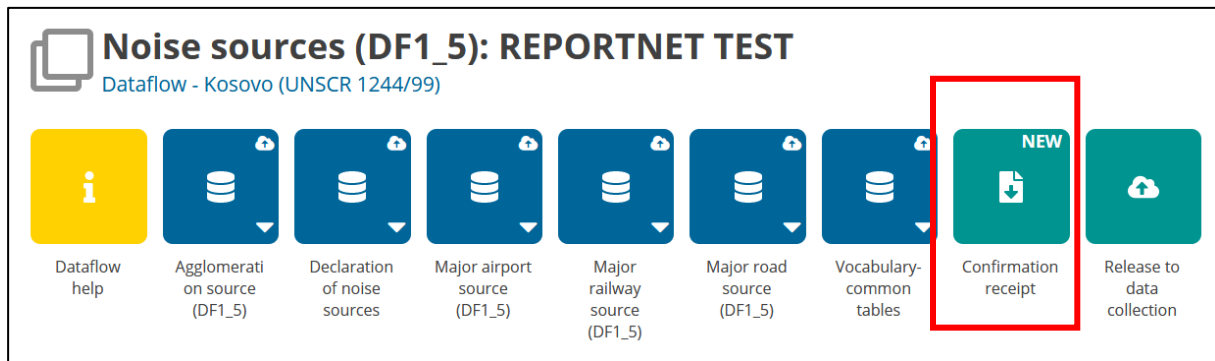 Noise sources (DF1_5): REPORTNET TEST
Dataflow - Kosovo (UNSCR 1244/99)
NEW
Dataflow
help
Agglomerati
on source
(DF1_5)
Declaration
of noise
sources
Major airport
source
(DF1_5)
Major
railway
source
(DF1_5)
Major road
source
(DF1_5)
Vocabulary-
common
tables
Confirmation
receipt
Release to
data
collection